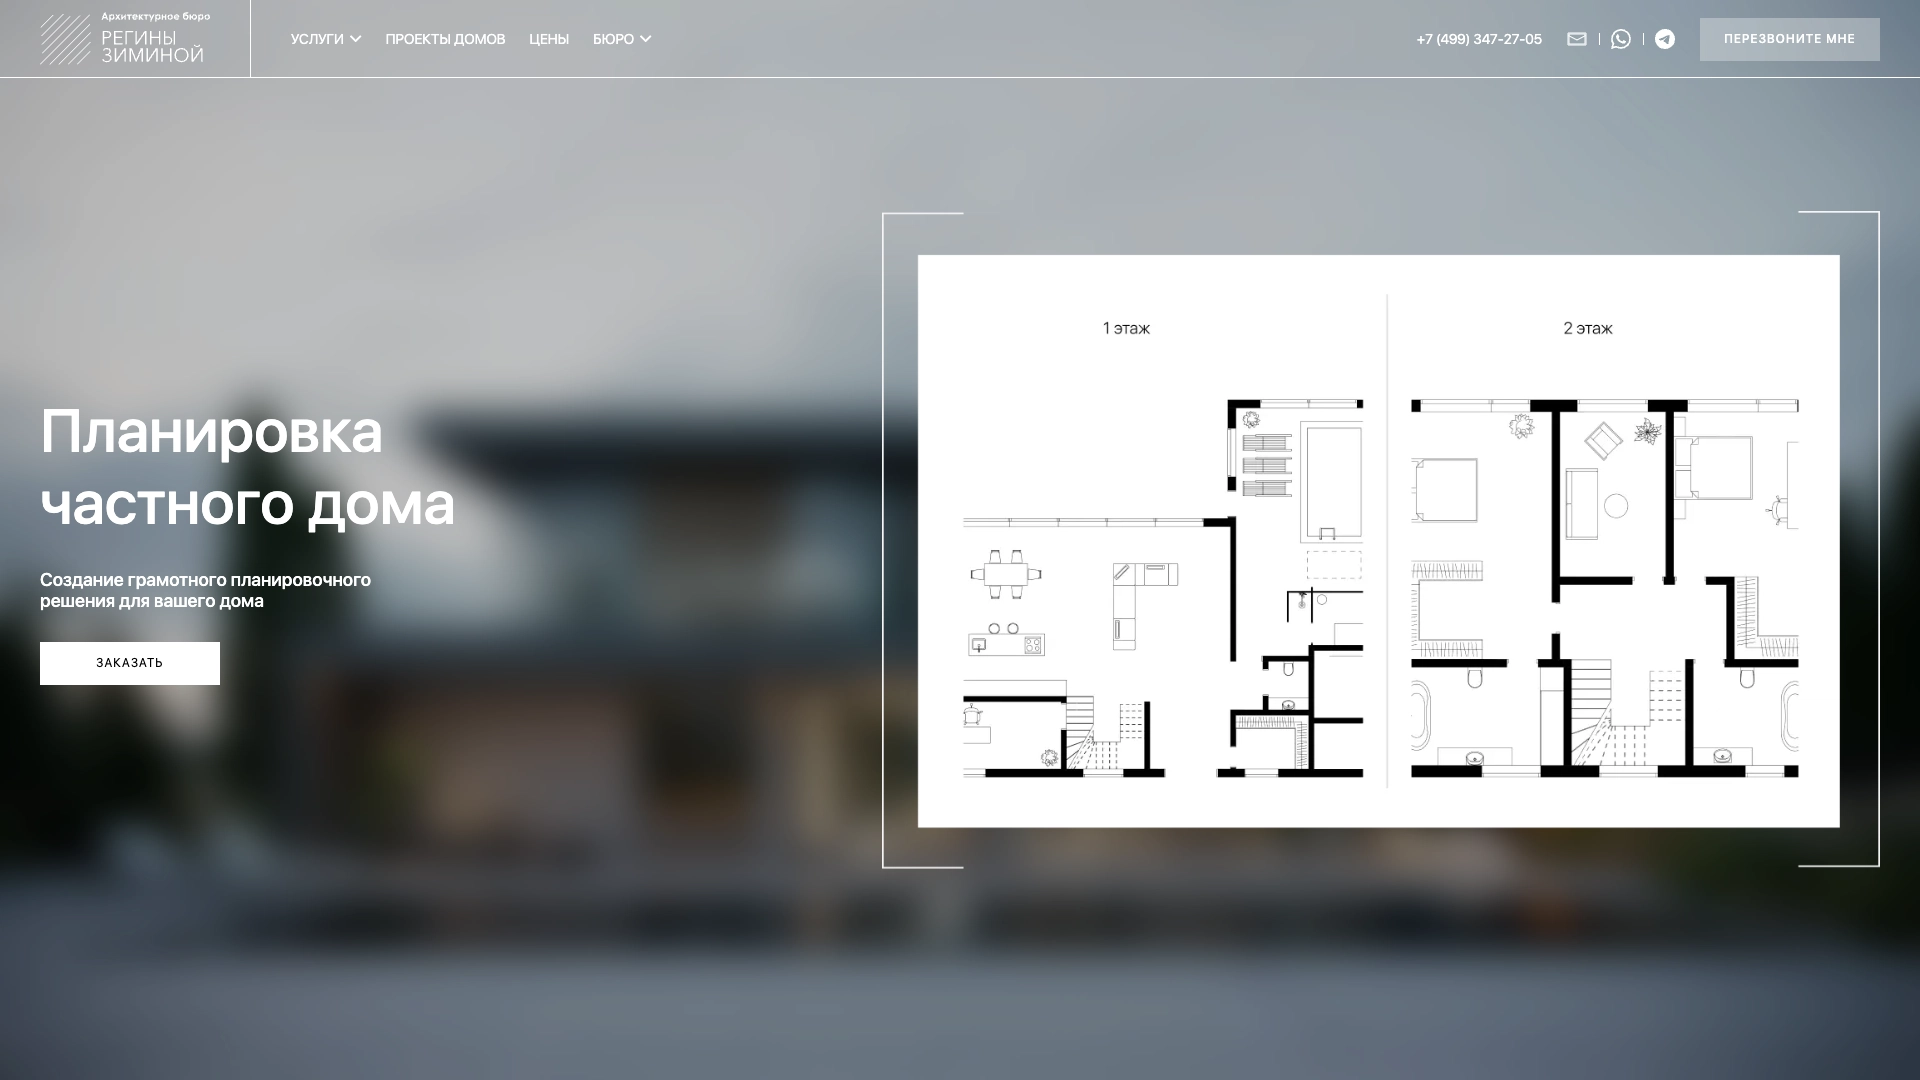 Архитектурное бюро
РЕГИНЫ
ЗИМИНОЙ
УСЛУГИ
ПРОЕКТЫ ДОМОВ
ЦЕНЫ
БЮРО
+7 (499) 347-27-05
ПЕРЕЗВОНИТЕ МНЕ
Планировка
частного дома
Создание грамотного планировочного
решения для вашего дома
ЗАКАЗАТЬ
1 этаж
2 этаж